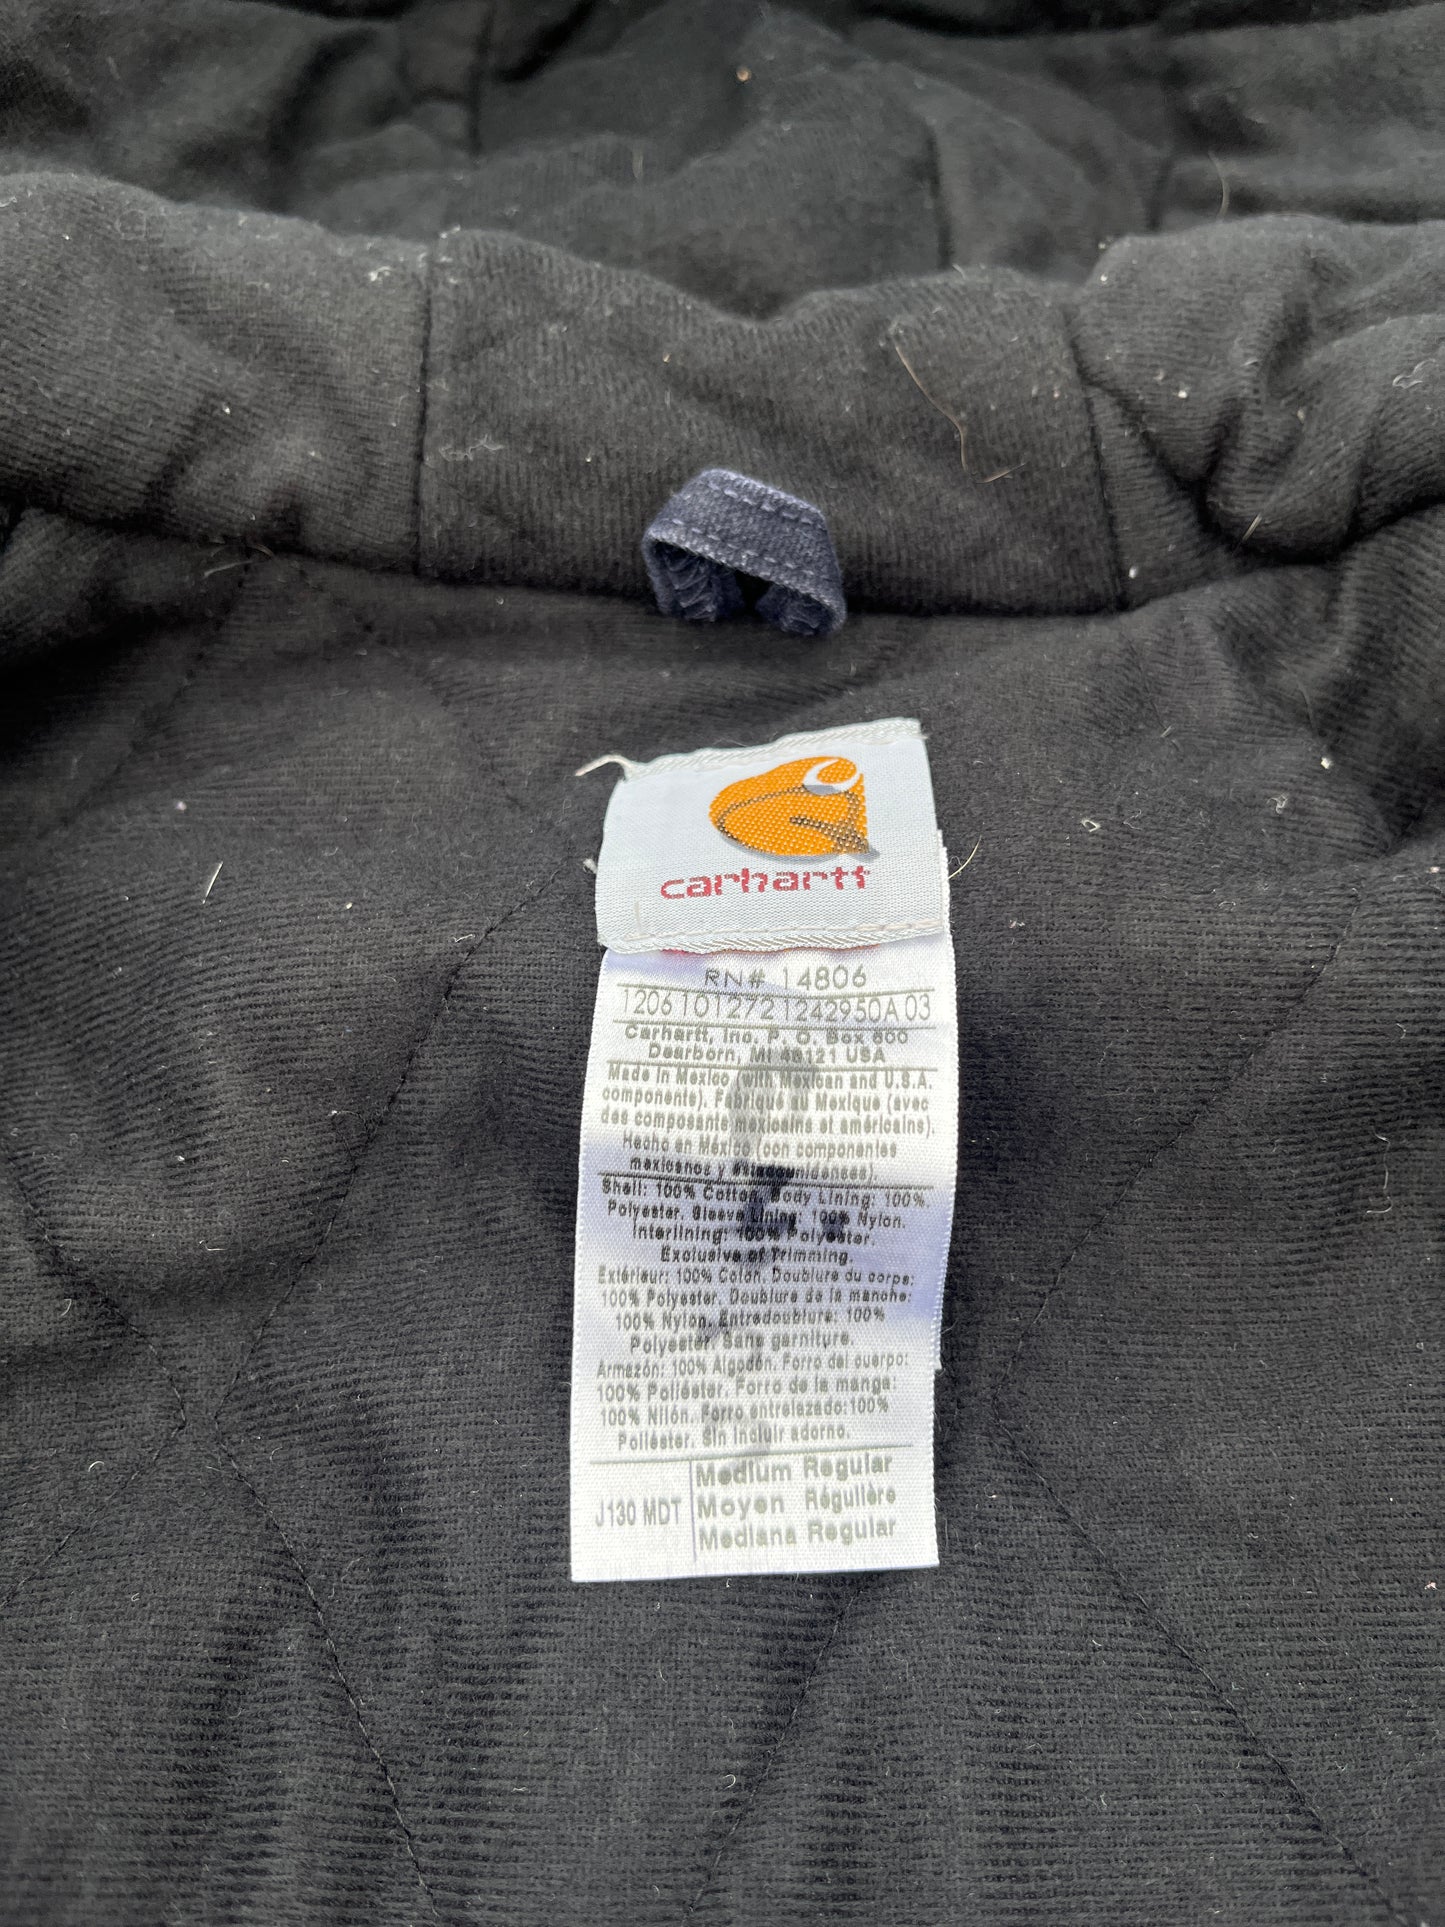 carhartt
RN# 14806
1206101272 1242950A 03
Carhartt, Inc. P. O. Box 600
Dearborn, MI 48121 USA
Made in Mexico (with Mexican and U.S.A.
components). Fabriqué au Mexique (avec
des composants mexicains et américains).
Hecho en México (con componentes
mexicanos y estadounidenses).
Shell: 100% Cotton. Body Lining: 100%
Polyester. Sleeve Lining: 100% Nylon.
Interlining: 100% Polyester.
Exclusive of Trimming.
Extérieur: 100% Coton. Doublure du corps:
100% Polyester. Doublure de la manche:
100% Nylon. Entredoublure: 100%
Polyester. Sans garniture.
Armazón: 100% Algodón. Forro del cuerpo:
100% Poliéster. Forro de la manga:
100% Nilón. Forro entrelazado:100%
Poliéster. Sin incluir adorno.
J130 MDT
Medium Regular
Moyen Régulière
Mediana Regular